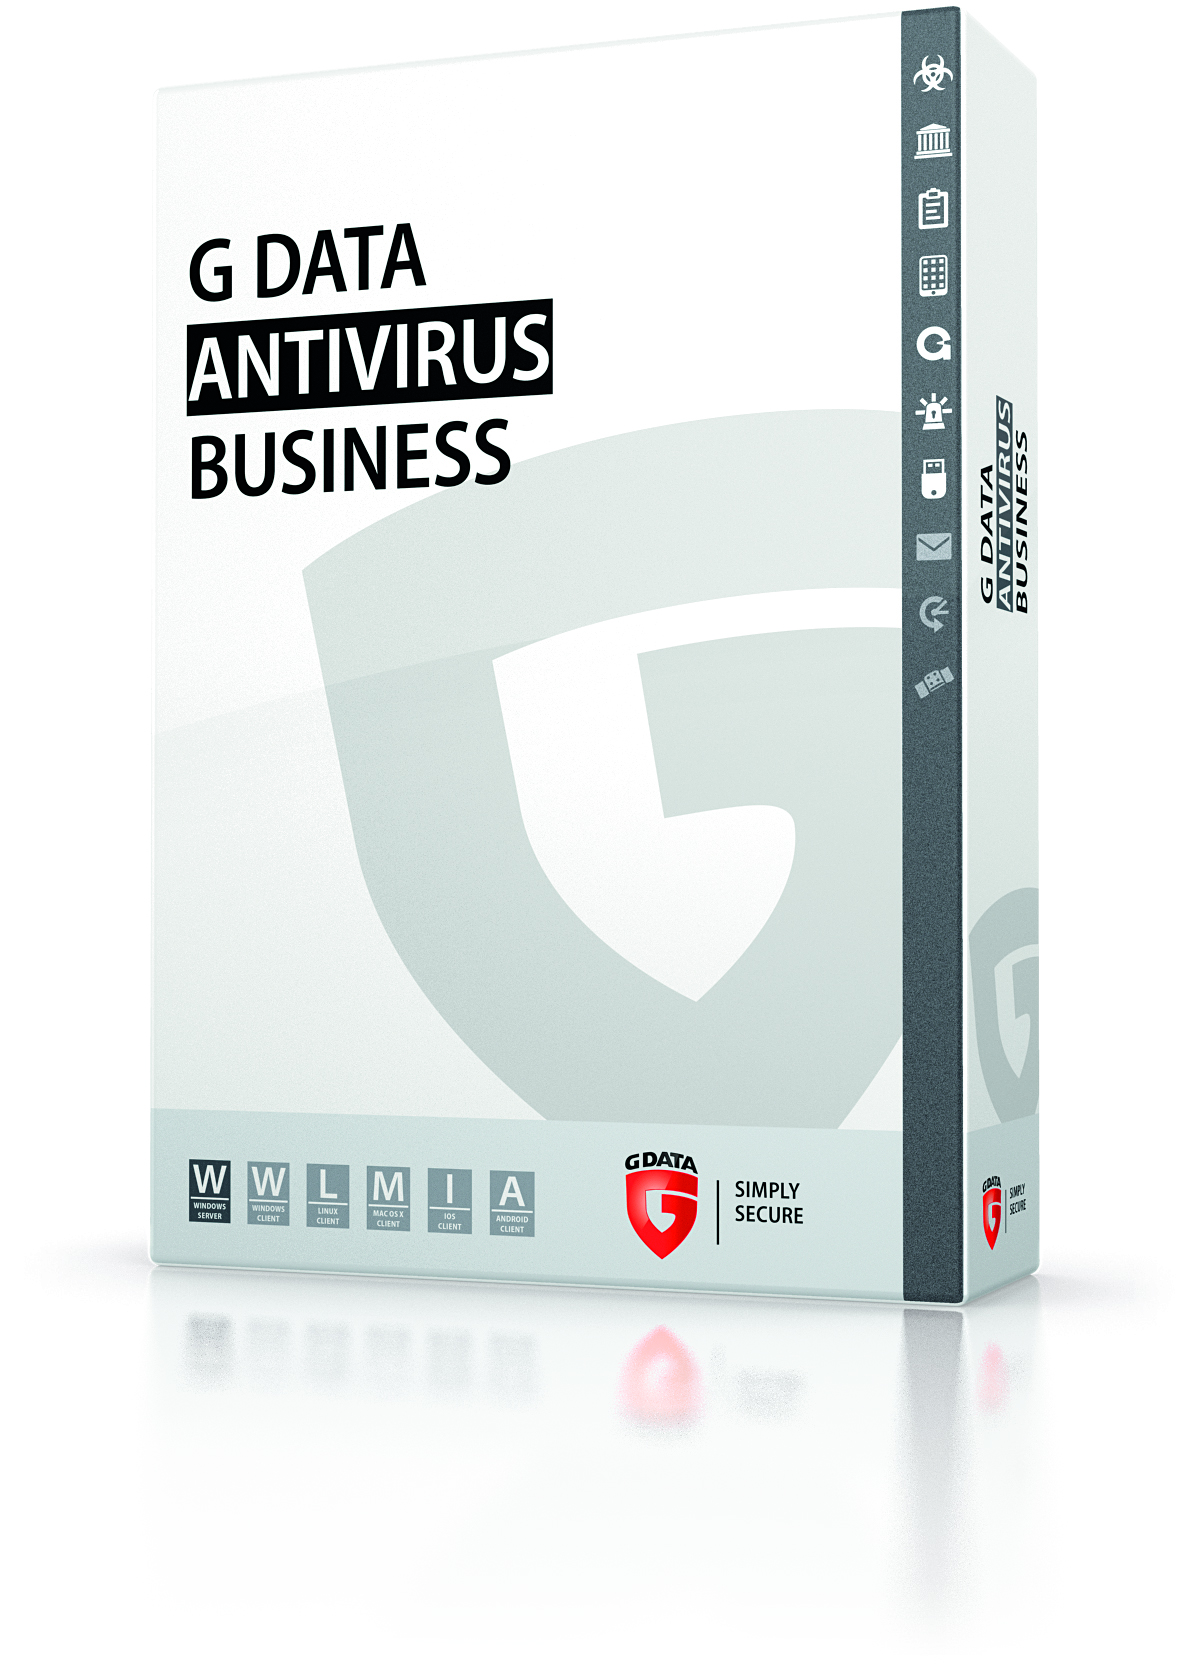 G DATA
ANTIVIRUS
BUSINESS
G DATA
ANTIVIRUS
BUSINESS
W
WINDOWS
SERVER
W
WINDOWS
CLIENT
L
LINUX
CLIENT
M
MAC OS X
CLIENT
I
IOS
CLIENT
A
ANDROID
CLIENT
G DATA
SIMPLY
SECURE
G DATA
SIMPLY
SECURE